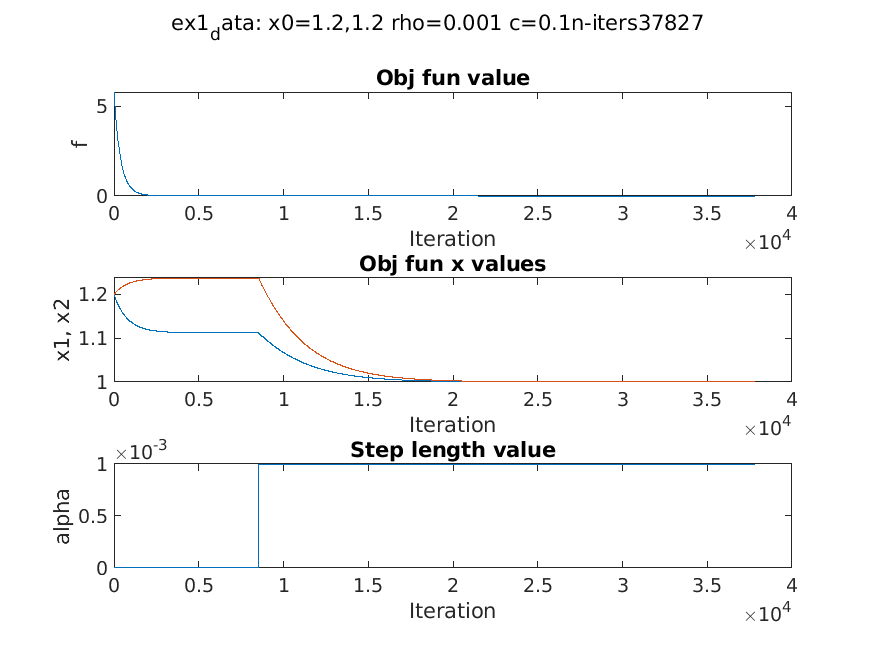 ex1_data: x0=1.2,1.2 rho=0.001 c=0.1n-iters37827
Obj fun value
f
5
0
0 0.5 1 1.5 2 2.5 3 3.5 4
Iteration
×10^4
Obj fun x values
x1, x2
1.2
1.1
1
0 0.5 1 1.5 2 2.5 3 3.5 4
Iteration
×10^4
Step length value
×10^-3
alpha
1
0.5
0
0 0.5 1 1.5 2 2.5 3 3.5 4
Iteration
×10^4